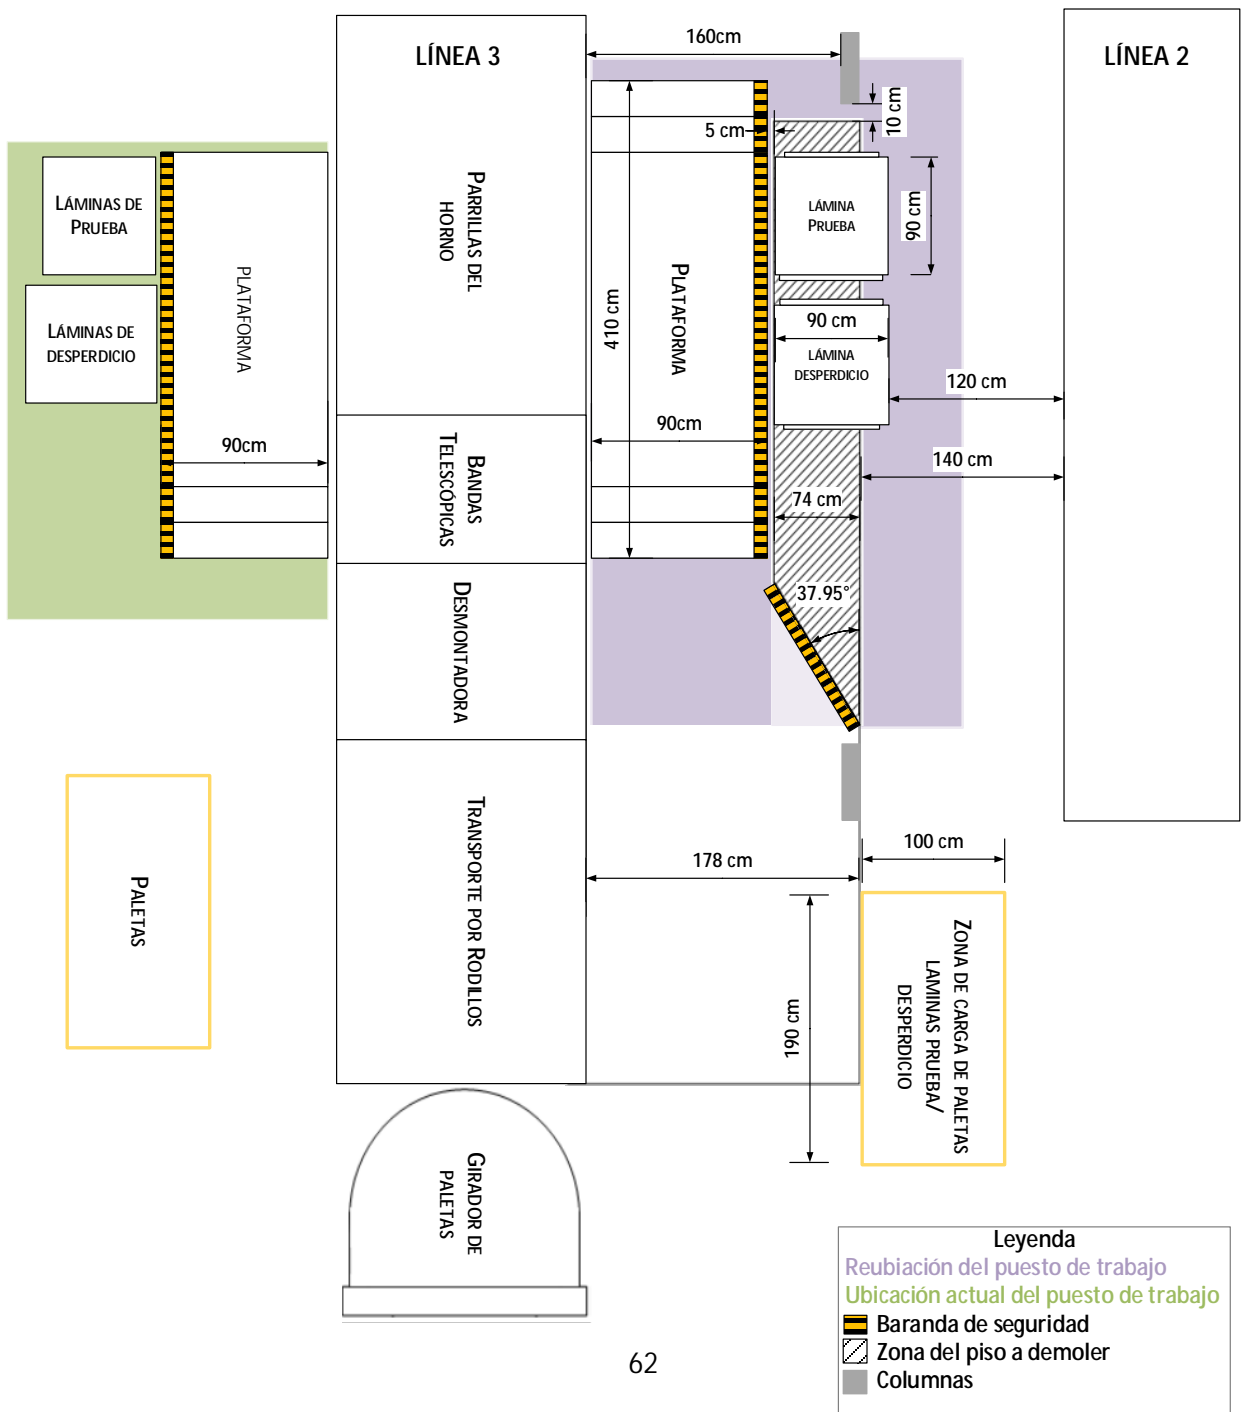 LÍNEA 3
160cm
LÍNEA 2
10 cm
5 cm
LÁMINAS DE
PRUEBA
LÁMINAS DE
DESPERDICIO
PLATAFORMA
90cm
PARRILLAS DEL
HORNO
410 cm
PLATAFORMA
90cm
LÁMINA
PRUEBA
90 cm
90 cm
LÁMINA
DESPERDICIO
120 cm
140 cm
74 cm
37.95°
BANDAS
TELESCÓPICAS
DESMONTADORA
TRANSPORTE POR RODILLOS
178 cm
100 cm
190 cm
ZONA DE CARGA DE PALETAS
LAMINAS PRUEBA/
DESPERDICIO
PALETAS
GIRADOR DE
PALETAS
Leyenda
Reubiación del puesto de trabajo
Ubicación actual del puesto de trabajo
Baranda de seguridad
Zona del piso a demoler
Columnas
62